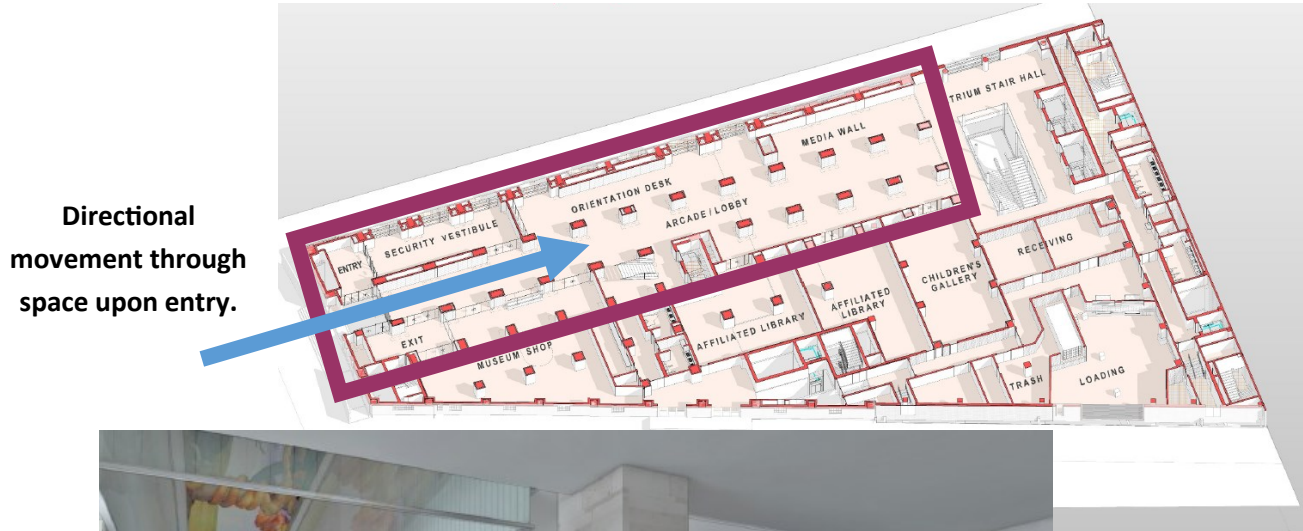 Directional
movement through
space upon entry.
TRIUM STAIR HALL
MEDIA WALL
ORIENTATION DESK
ARCADE/LOBBY
SECURITY VESTIBULE
ENTRY
RECEIVING
CHILDREN'S
GALLERY
AFFILIATED
LIBRARY
AFFILIATED LIBRARY
EXIT
MUSEUM SHOP
TRASH
LOADING